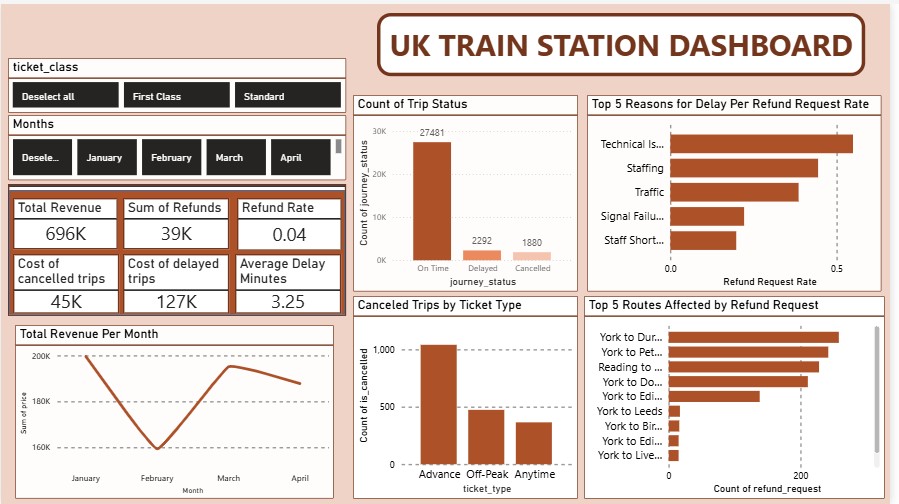 UK TRAIN STATION DASHBOARD
ticket_class
Deselect all
First Class
Standard
Months
Desele...
January
February
March
April
Total Revenue
696K
Sum of Refunds
39K
Refund Rate
0.04
Cost of
cancelled trips
45K
Cost of delayed
trips
127K
Average Delay
Minutes
3.25
Total Revenue Per Month
Sum of price
200K
180K
160K
January
February
March
April
Month
Count of Trip Status
Count of journey_status
30K
20K
10K
0K
27481
2292
1880
On Time
Delayed
Cancelled
journey_status
Top 5 Reasons for Delay Per Refund Request Rate
Technical Is...
Staffing
Traffic
Signal Failu...
Staff Short...
0.0
0.5
Refund Request Rate
Canceled Trips by Ticket Type
Count of is_cancelled
1,000
500
0
Advance
Off-Peak
Anytime
ticket_type
Top 5 Routes Affected by Refund Request
York to Dur...
York to Pet...
Reading to ...
York to Do...
York to Edi...
York to Leeds
York to Bir...
York to Edi...
York to Live...
0
200
Count of refund_request